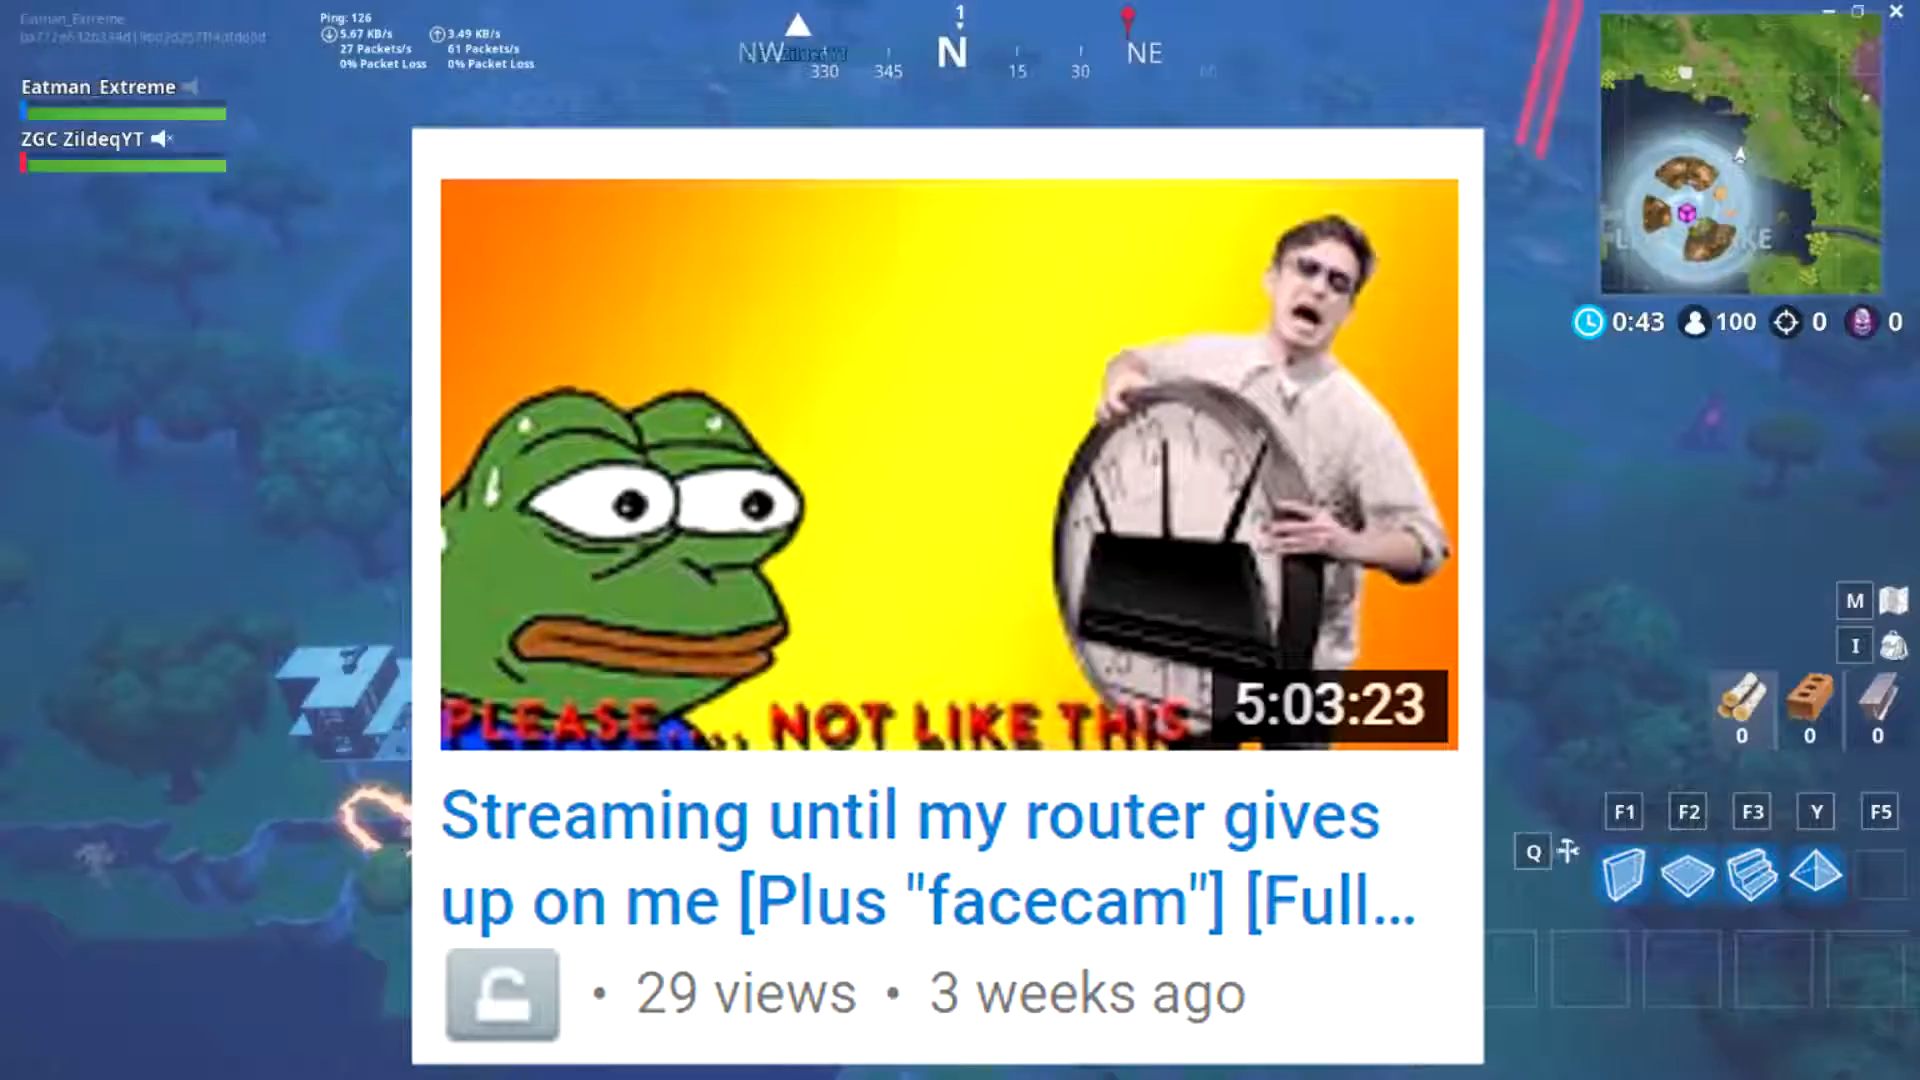 Eatman_Extreme
Ping: 126
5.67 KB/s
3.49 KB/s
27 Packets/s
61 Packets/s
0% Packet Loss
0% Packet Loss
Eatman_Extreme
ZGC ZildeqYT
1
NW
N
NE
330
345
15
30
60
0:43
100
0
0
PLEASE.... NOT LIKE THIS
5:03:23
Streaming until my router gives
up on me [Plus "facecam"] [Full...
• 29 views • 3 weeks ago
M
I
0
0
0
F1
F2
F3
Y
F5
Q